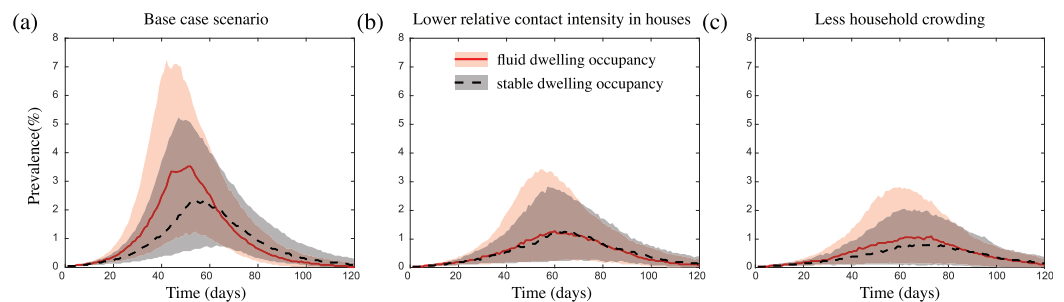 (a)
Base case scenario
(b)
Lower relative contact intensity in houses
(c)
Less household crowding
Prevalence(%)
8
7
6
5
4
3
2
1
0
0 20 40 60 80 100 120
Time (days)
8
7
6
5
4
3
2
1
0
fluid dwelling occupancy
stable dwelling occupancy
0 20 40 60 80 100 120
Time (days)
8
7
6
5
4
3
2
1
0
0 20 40 60 80 100 120
Time (days)